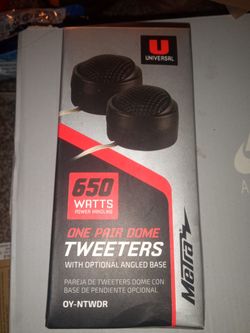 U
UNIVERSAL
650
WATTS
POWER HANDLING
ONE PAIR DOME
TWEETERS
WITH OPTIONAL ANGLED BASE
PAREJA DE TWEETERS DOME CON
BASE DE PENDIENTE OPCIONAL
OY-NTWDR
Metra